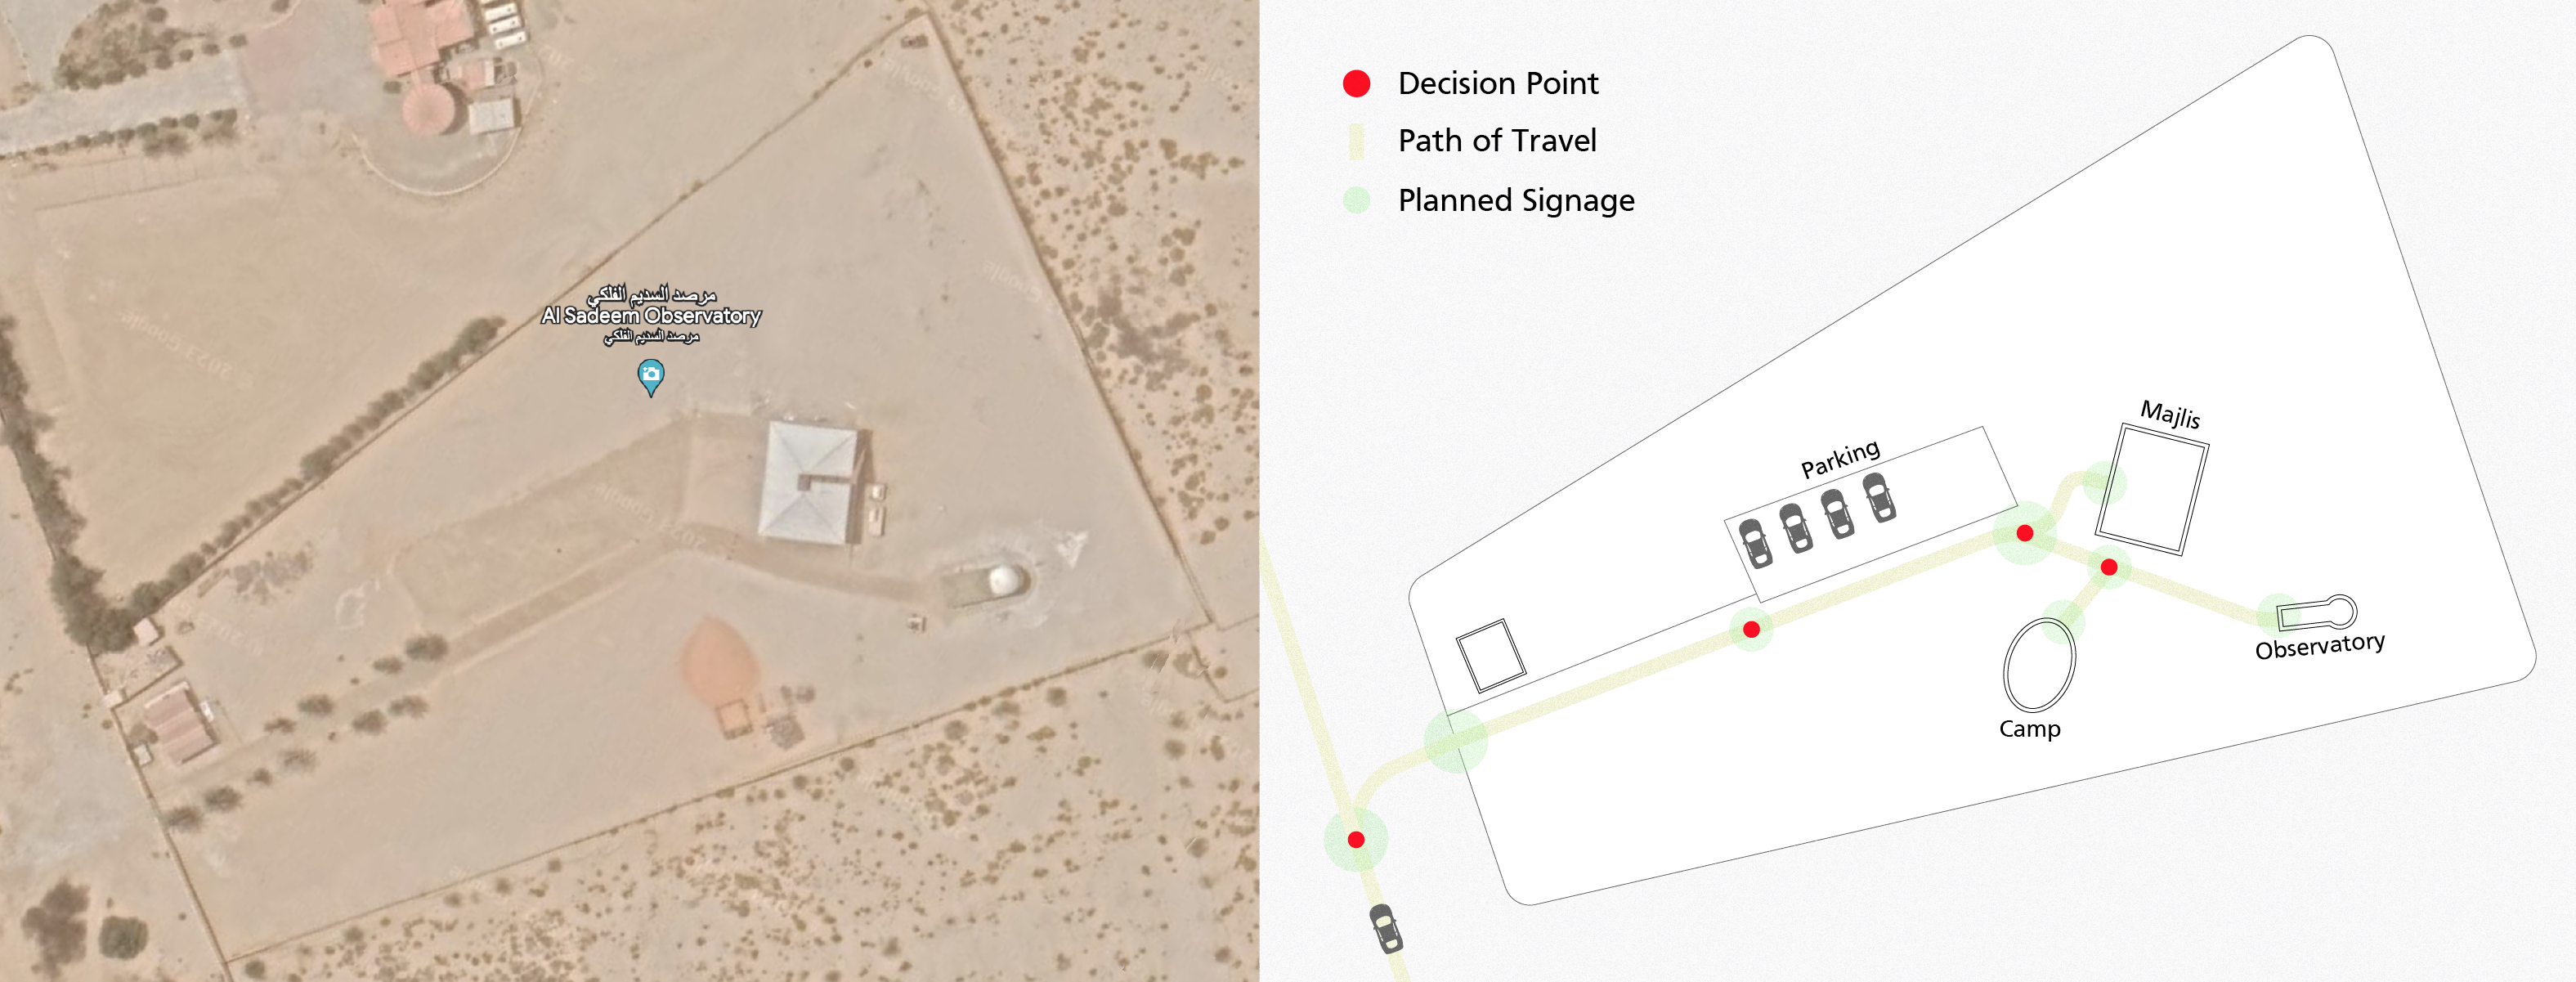 مرصد السديم الفلكي
Al Sadeem Observatory
مرصد السديم الفلكي
Decision Point
Path of Travel
Planned Signage
Majlis
Parking
Observatory
Camp